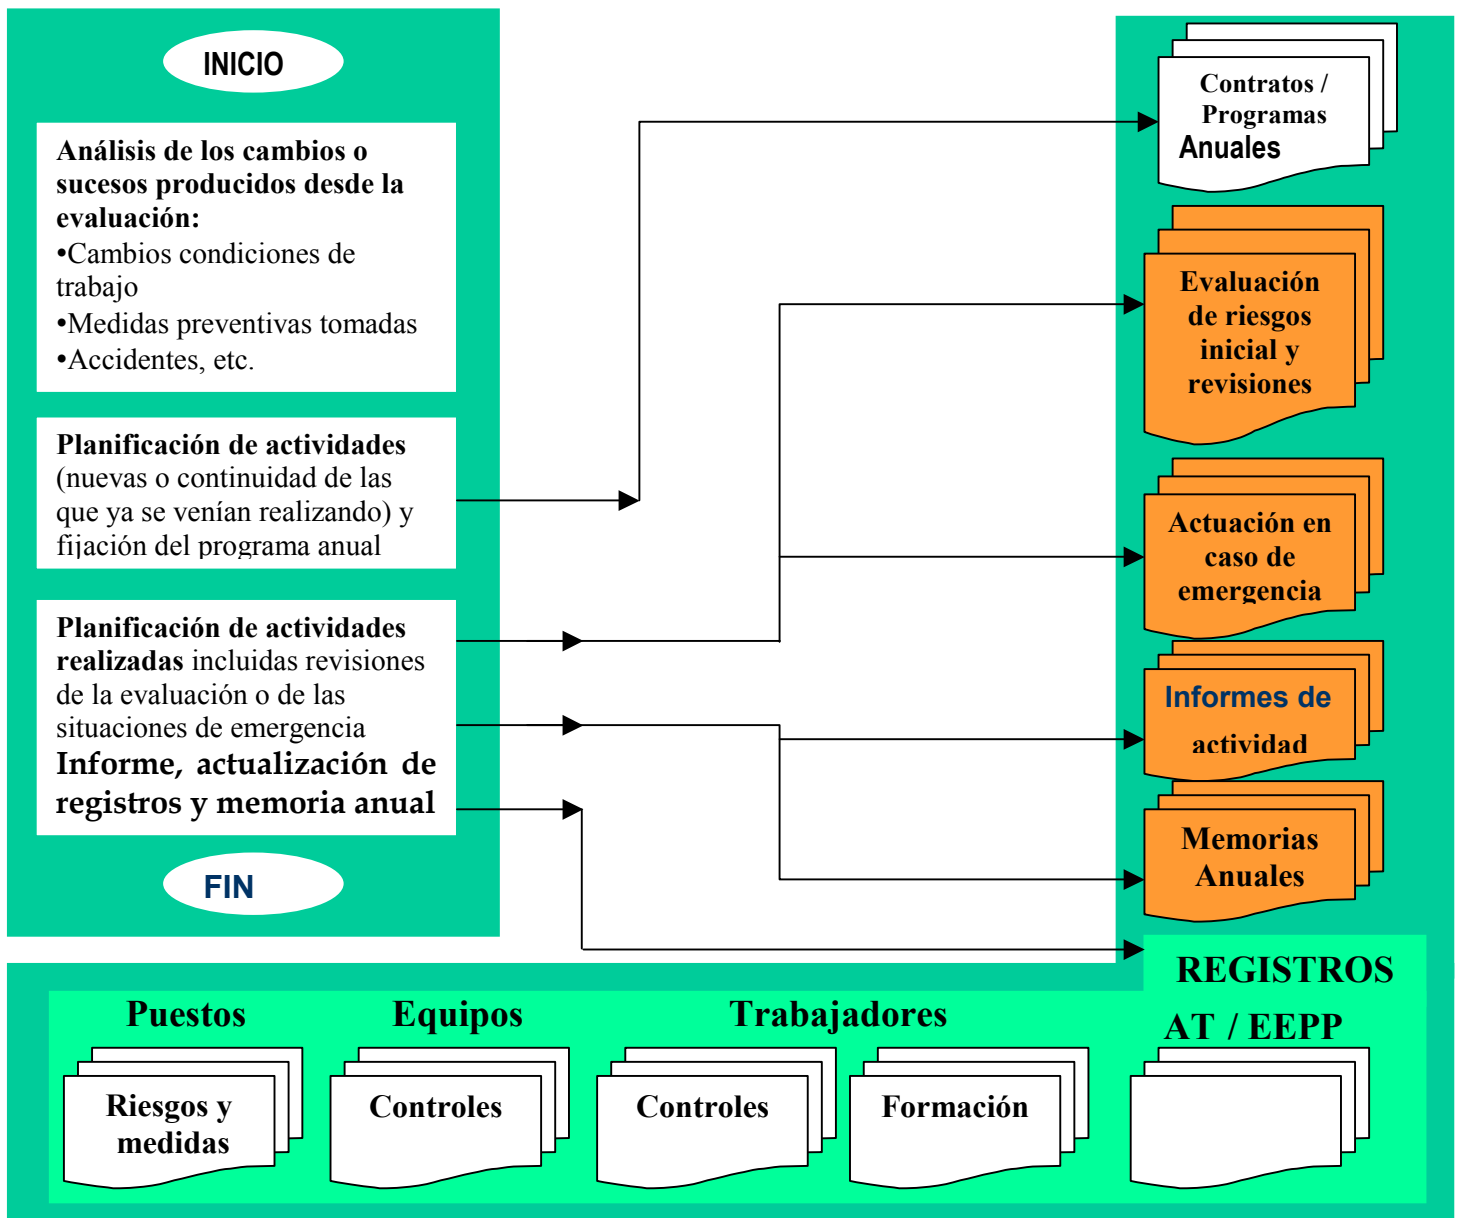 INICIO
Análisis de los cambios o
sucesos producidos desde la
evaluación:
•Cambios condiciones de
trabajo
•Medidas preventivas tomadas
•Accidentes, etc.
Planificación de actividades
(nuevas o continuidad de las
que ya se venían realizando) y
fijación del programa anual
Planificación de actividades
realizadas incluidas revisiones
de la evaluación o de las
situaciones de emergencia
Informe, actualización de
registros y memoria anual
FIN
Contratos /
Programas
Anuales
Evaluación
de riesgos
inicial y
revisiones
Actuación en
caso de
emergencia
Informes de
actividad
Memorias
Anuales
REGISTROS
Puestos
Equipos
Trabajadores
AT / EEPP
Riesgos y
medidas
Controles
Controles
Formación